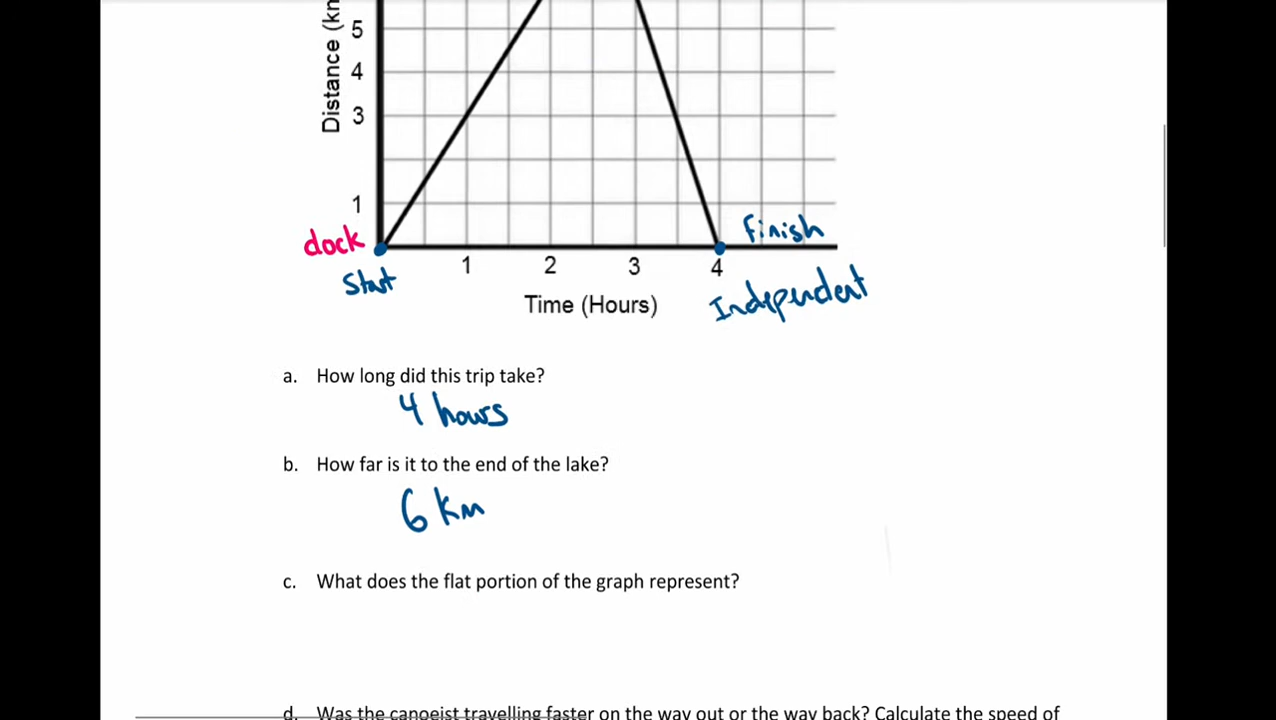 Distance (km
5
4
3
1
dock
Start
1 2 3 4
Finish
Time (Hours)
Independent
a. How long did this trip take?
4 hours
b. How far is it to the end of the lake?
6 km
c. What does the flat portion of the graph represent?
d. Was the canoeist travelling faster on the way out or the way back? Calculate the speed of